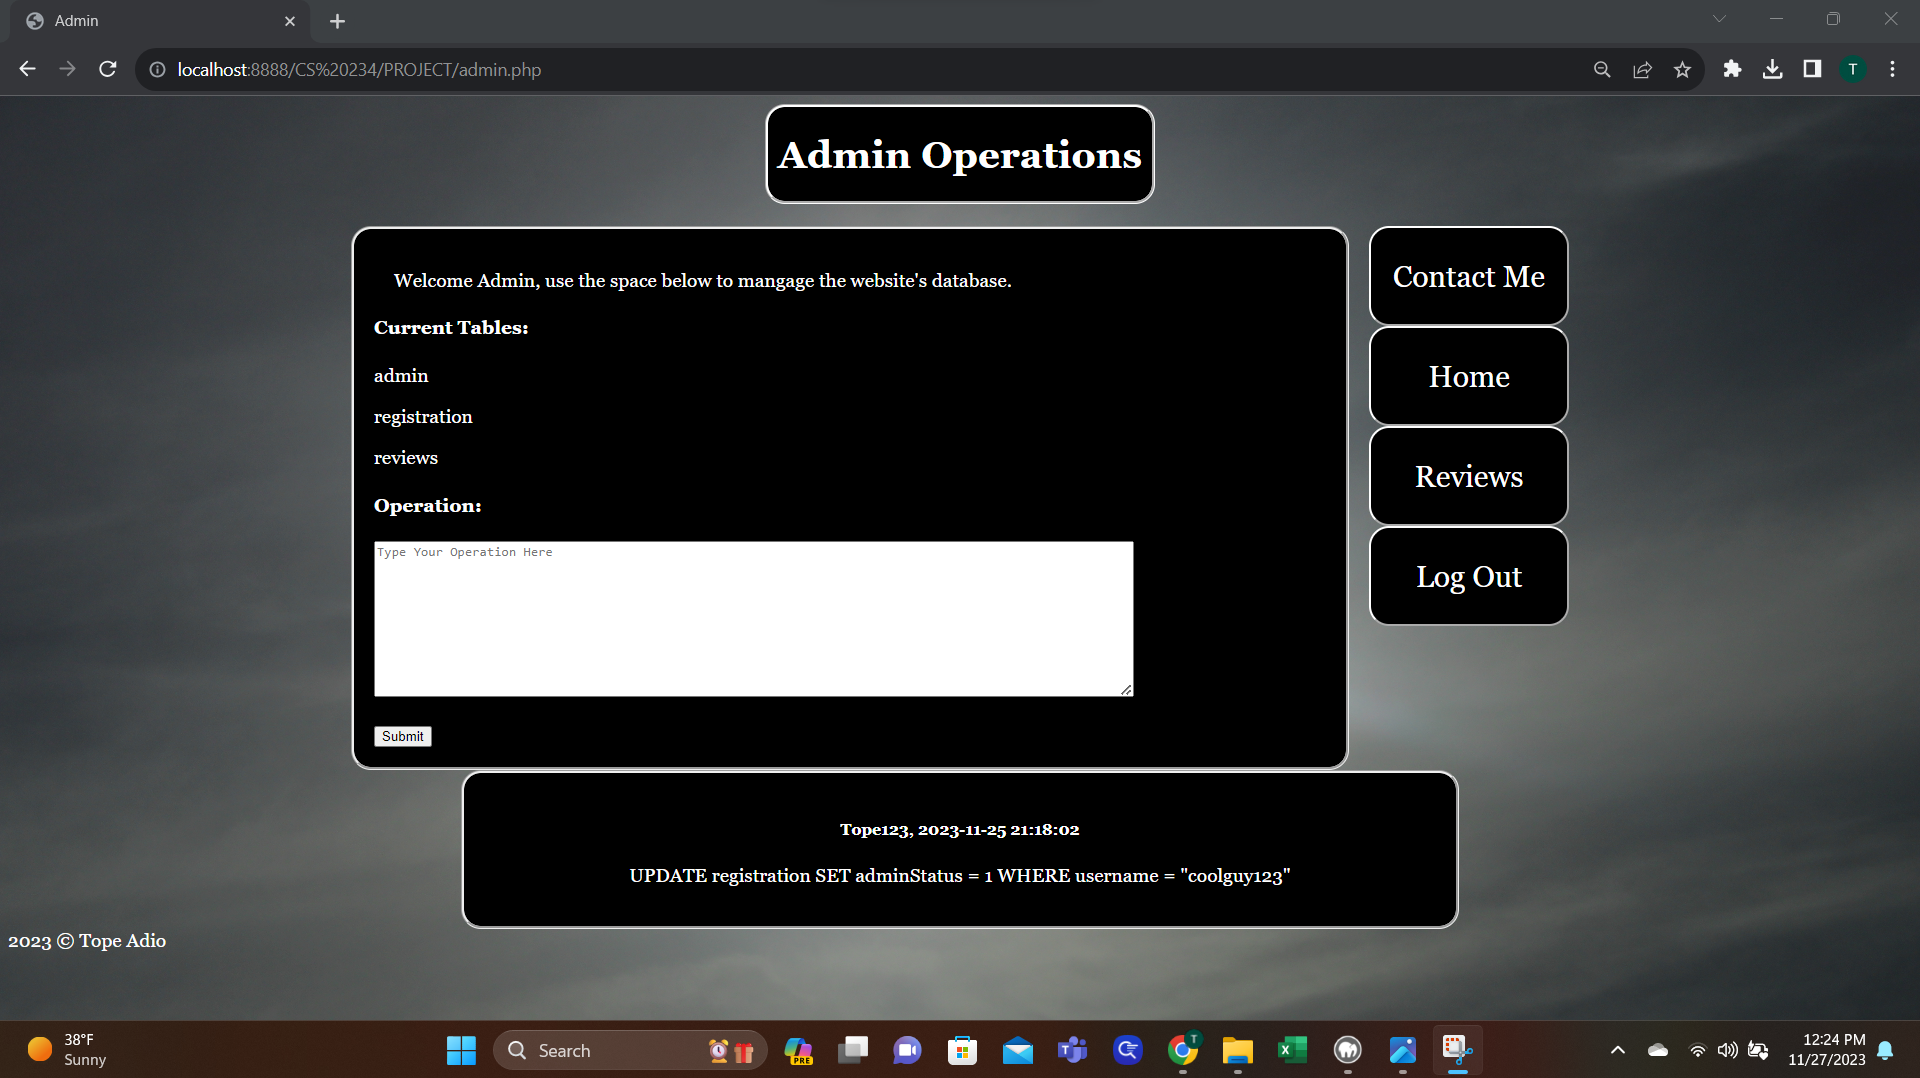 Admin
localhost:8888/CS%20234/PROJECT/admin.php
T
Admin Operations
Welcome Admin, use the space below to mangage the website's database.
Current Tables:
admin
registration
reviews
Operation:
Type Your Operation Here
Submit
Contact Me
Home
Reviews
Log Out
Tope123, 2023-11-25 21:18:02
UPDATE registration SET adminStatus = 1 WHERE username = "coolguy123"
2023 © Tope Adio
38°F
Sunny
Search
PRE
T
12:24 PM
11/27/2023